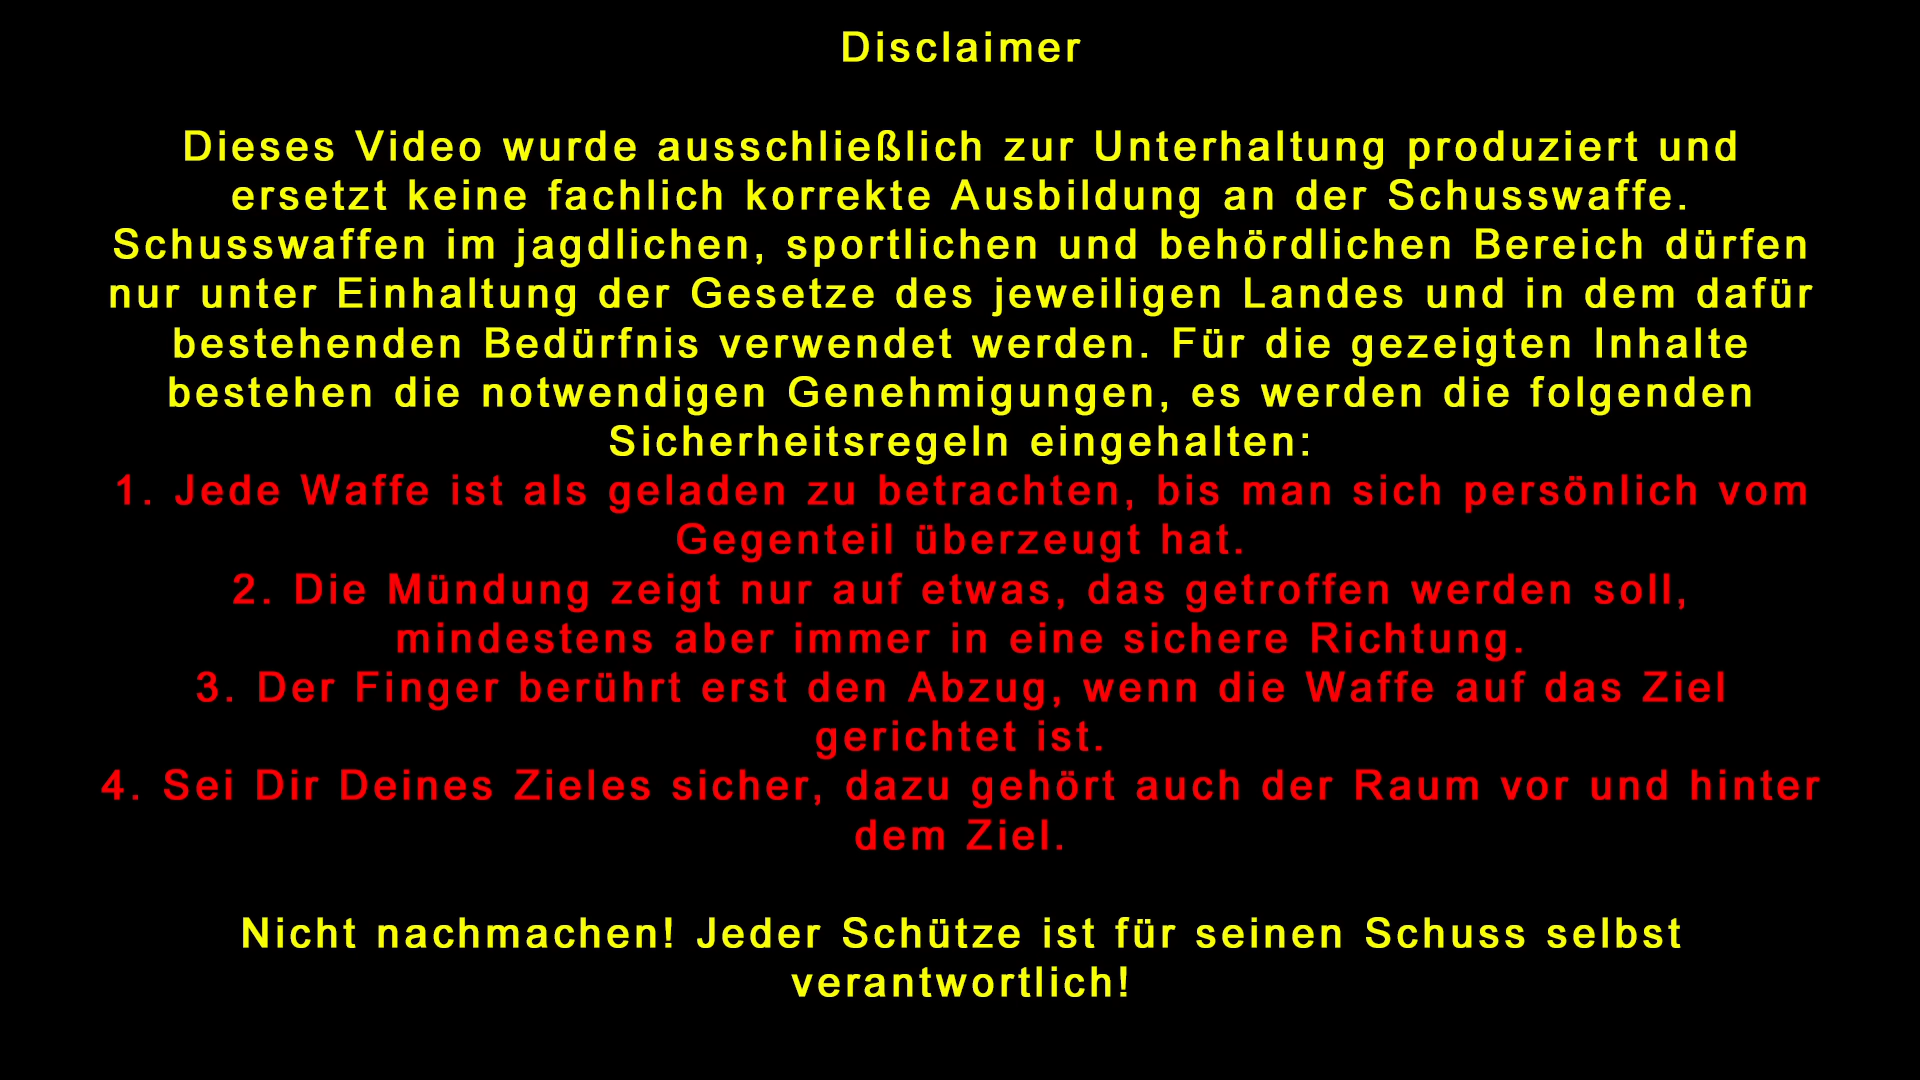 Disclaimer
Dieses Video wurde ausschließlich zur Unterhaltung produziert und
ersetzt keine fachlich korrekte Ausbildung an der Schusswaffe.
Schusswaffen im jagdlichen, sportlichen und behördlichen Bereich dürfen
nur unter Einhaltung der Gesetze des jeweiligen Landes und in dem dafür
bestehenden Bedürfnis verwendet werden. Für die gezeigten Inhalte
bestehen die notwendigen Genehmigungen, es werden die folgenden
Sicherheitsregeln eingehalten:
1. Jede Waffe ist als geladen zu betrachten, bis man sich persönlich vom
Gegenteil überzeugt hat.
2. Die Mündung zeigt nur auf etwas, das getroffen werden soll,
mindestens aber immer in eine sichere Richtung.
3. Der Finger berührt erst den Abzug, wenn die Waffe auf das Ziel
gerichtet ist.
4. Sei Dir Deines Zieles sicher, dazu gehört auch der Raum vor und hinter
dem Ziel.
Nicht nachmachen! Jeder Schütze ist für seinen Schuss selbst
verantwortlich!